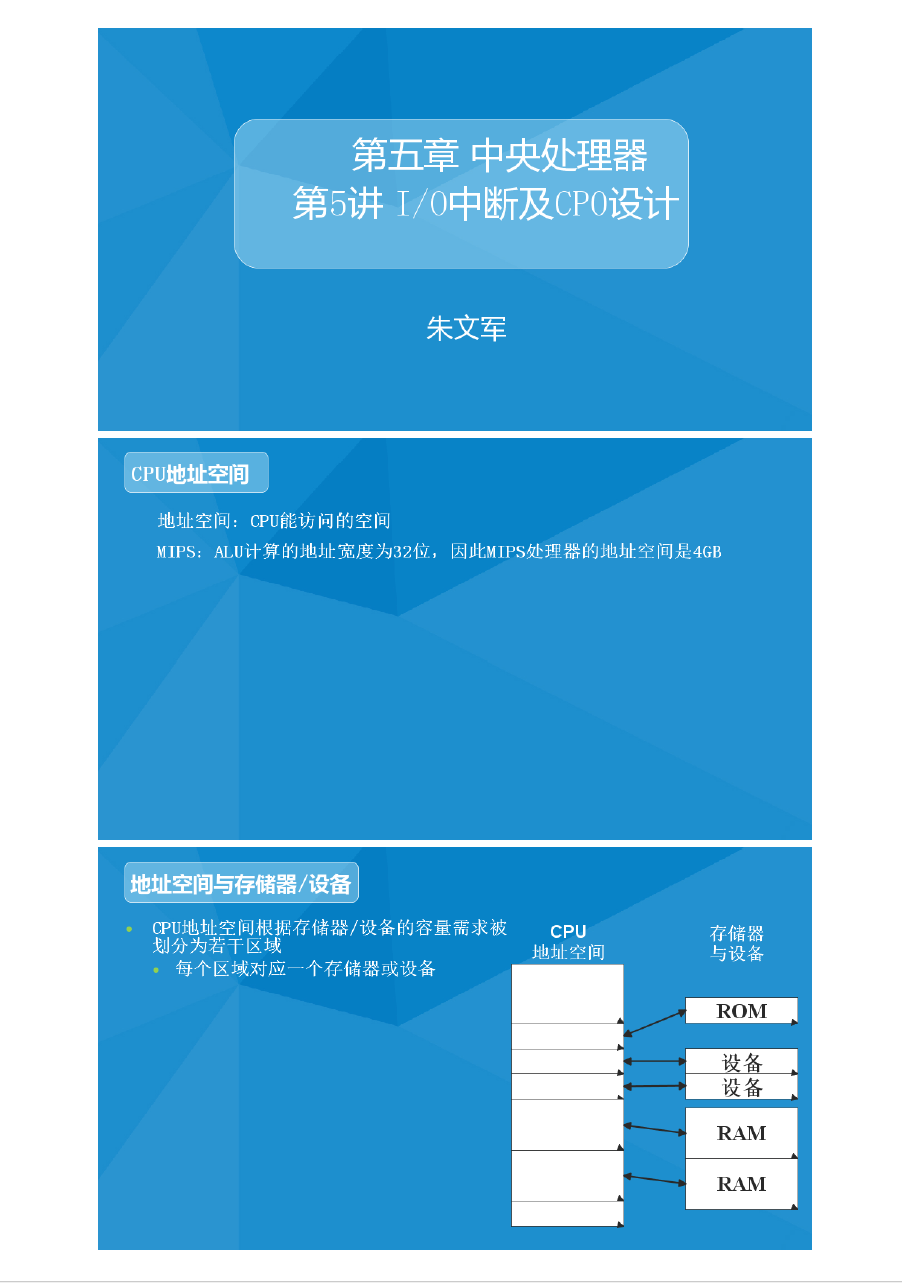 第五章 中央处理器
第5讲 I/O中断及CP0设计
朱文军
CPU地址空间
地址空间：CPU能访问的空间
MIPS：ALU计算的地址宽度为32位，因此MIPS处理器的地址空间是4GB
地址空间与存储器/设备
CPU地址空间根据存储器/设备的容量需求被
划分为若干区域
每个区域对应一个存储器或设备
CPU
地址空间
存储器
与设备
ROM
设备
设备
RAM
RAM